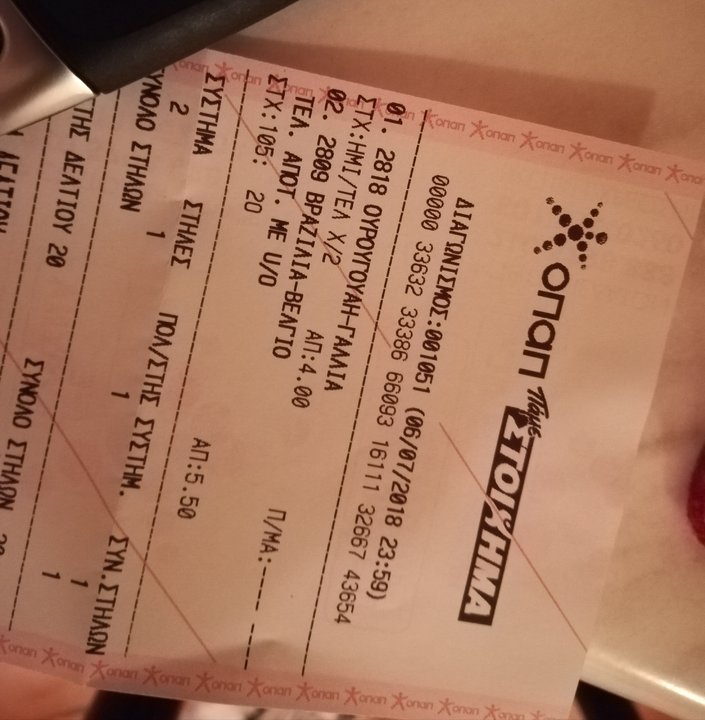 οπαπ Πάμε ΣΤΟΙΧΗΜΑ
ΔΙΑΓΩΝΙΣΜΟΣ:001051 (06/07/2018 23:59)
00000 33632 33386 66093 16111 32667 43654
01. 2818 ΟΥΡΟΥΓΟΥΑΗ-ΓΑΛΛΙΑ
ΣΤΧ:ΗΜΙ/ΤΕΛ Χ/2 ΑΠ:4.00
02. 2809 ΒΡΑΖΙΛΙΑ-ΒΕΛΓΙΟ
ΤΕΛ. ΑΠΟΤ. ΜΕ U/O
ΣΤΧ:105: 2O ΑΠ:5.50 Π/ΜΑ:---- ----
ΣΥΣΤΗΜΑ ΣΤΗΛΕΣ ΠΟΛ/ΣΤΗΣ ΣΥΣΤΗΜ. ΣΥΝ.ΣΤΗΛΩΝ
2 1 1 1
ΣΥΝΟΛΟ ΣΤΗΛΩΝ 1
ΤΗΣ ΔΕΛΤΙΟΥ 20 ΣΥΝΟΛΟ ΣΤΗΛΩΝ